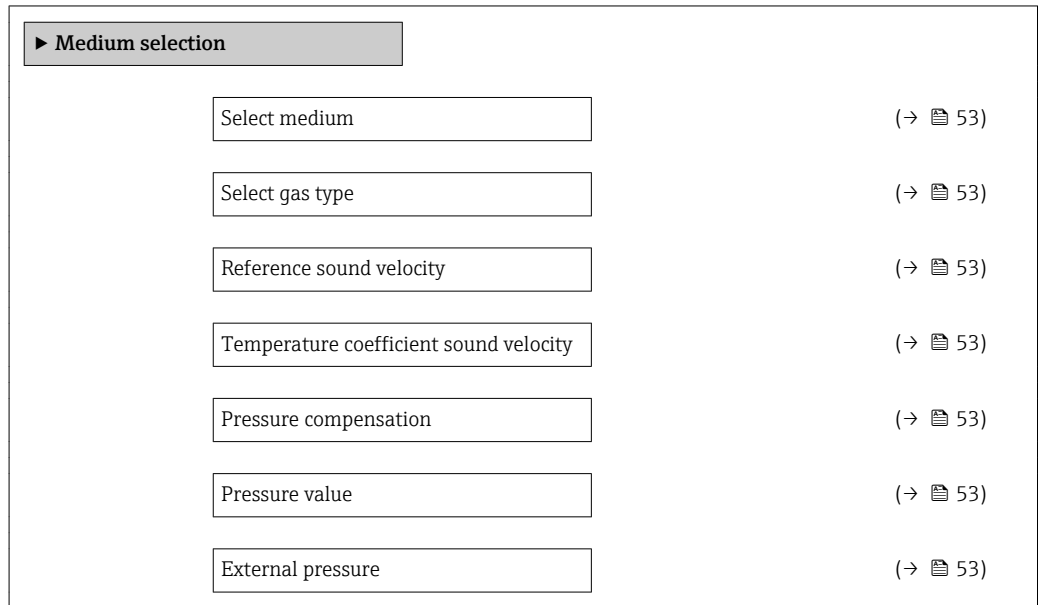 ▶ Medium selection
Select medium (→ 🖹 53)
Select gas type (→ 🖹 53)
Reference sound velocity (→ 🖹 53)
Temperature coefficient sound velocity (→ 🖹 53)
Pressure compensation (→ 🖹 53)
Pressure value (→ 🖹 53)
External pressure (→ 🖹 53)